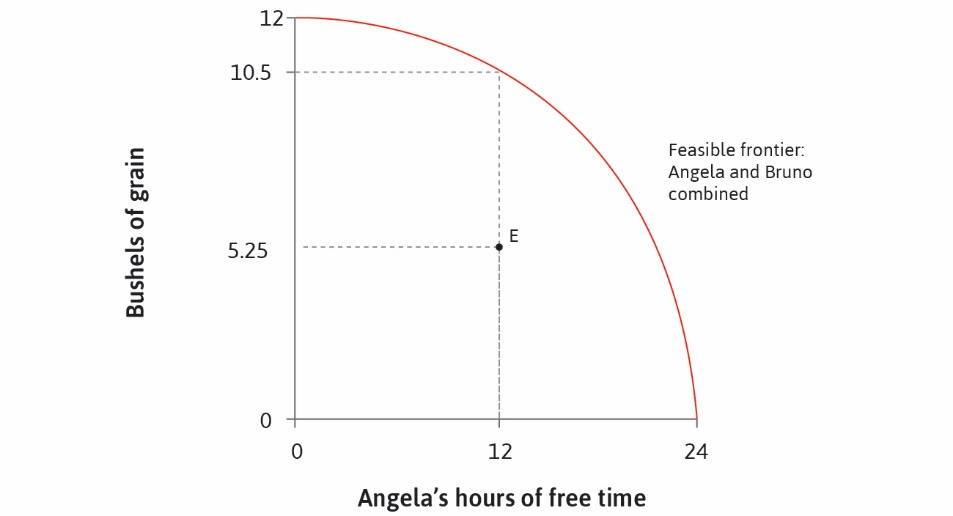 12
10.5
Bushels of grain
5.25
E
0
0
12
24
Angela's hours of free time
Feasible frontier:
Angela and Bruno
combined